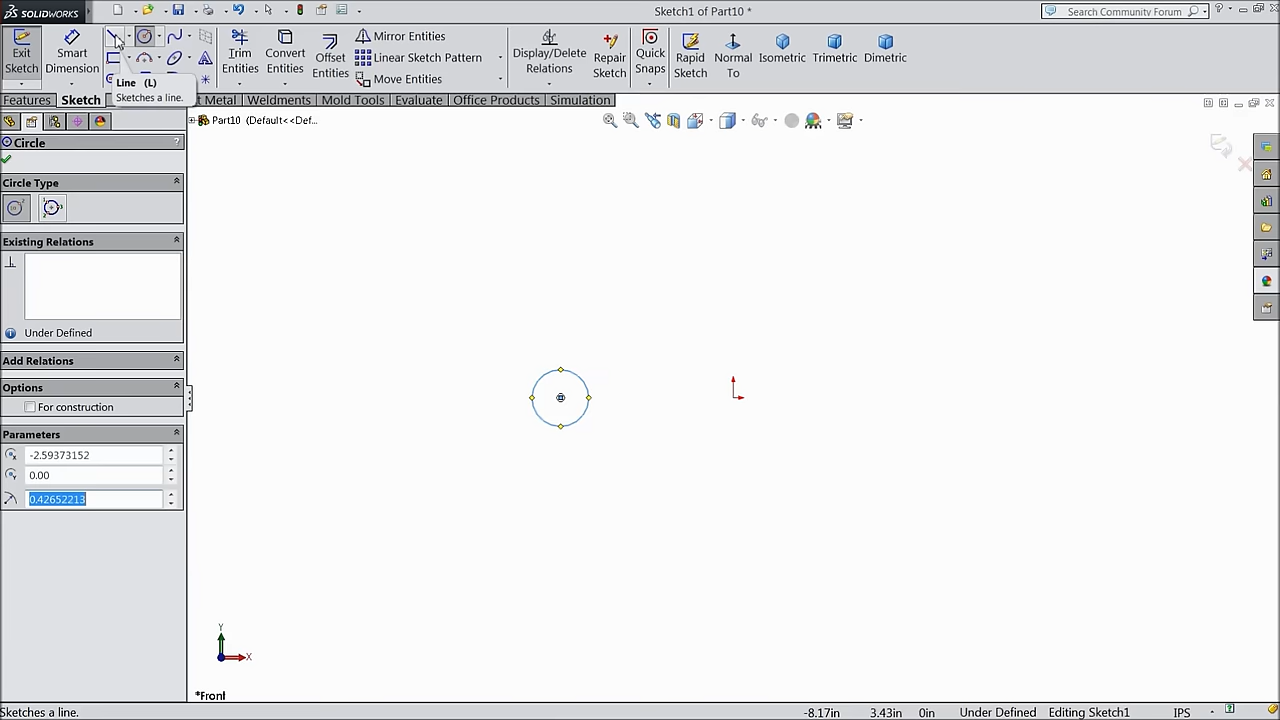 SOLIDWORKS
Sketch1 of Part10 *
Search Community Forum
Exit Sketch
Smart Dimension
Trim Entities
Convert Entities
Offset Entities
Mirror Entities
Linear Sketch Pattern
Move Entities
Display/Delete Relations
Repair Sketch
Quick Snaps
Rapid Sketch
Normal To
Isometric
Trimetric
Dimetric
Line (L)
Sketches a line.
Features
Sketch
t Metal
Weldments
Mold Tools
Evaluate
Office Products
Simulation
Part10 (Default<<Def...
Circle
?
Circle Type
Existing Relations
Under Defined
Add Relations
Options
For construction
Parameters
-2.59373152
0.00
0.42652213
Y
X
*Front
Sketches a line.
-8.17in
3.43in
0in
Under Defined
Editing Sketch1
IPS